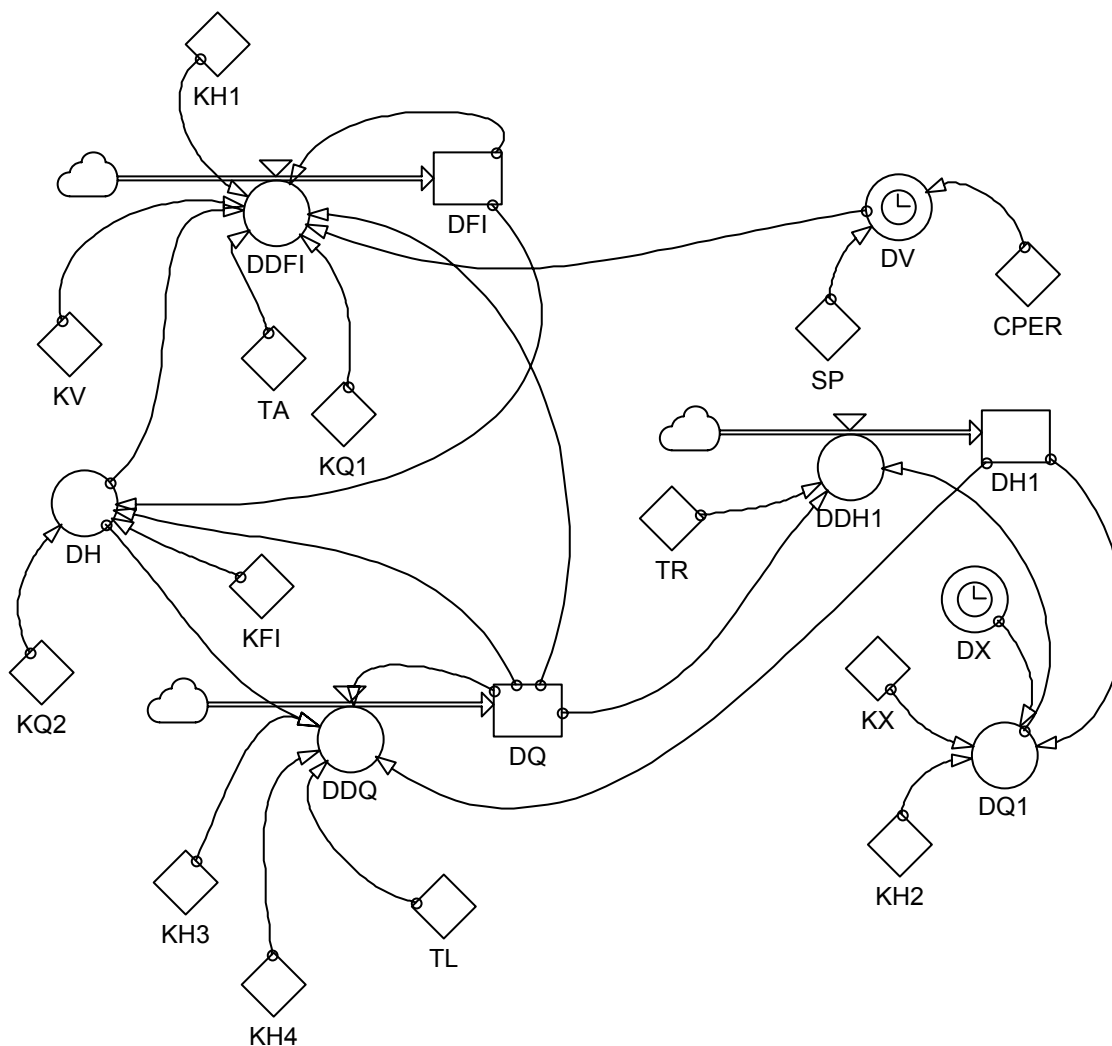 KH1
DFI
DDFI
DV
CPER
KV
TA
SP
KQ1
DH1
DDH1
DH
TR
KFI
DX
KQ2
KX
DQ
DDQ
DQ1
KH2
KH3
TL
KH4